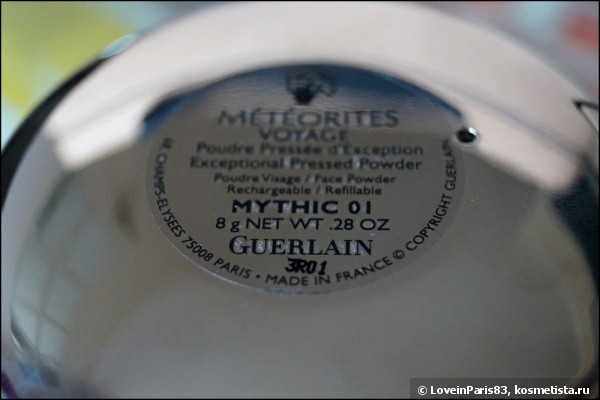 MÉTÉORITES
VOYAGE
Poudre Pressée d'Exception
Exceptional Pressed Powder
Poudre Visage / Face Powder
Rechargeable / Refillable
MYTHIC 01
8 g NET WT .28 OZ
GUERLAIN
3R01
CHAMPS-ELYSEES 75008 PARIS • MADE IN FRANCE © COPYRIGHT GUERLAIN
© LoveinParis83, kosmetista.ru